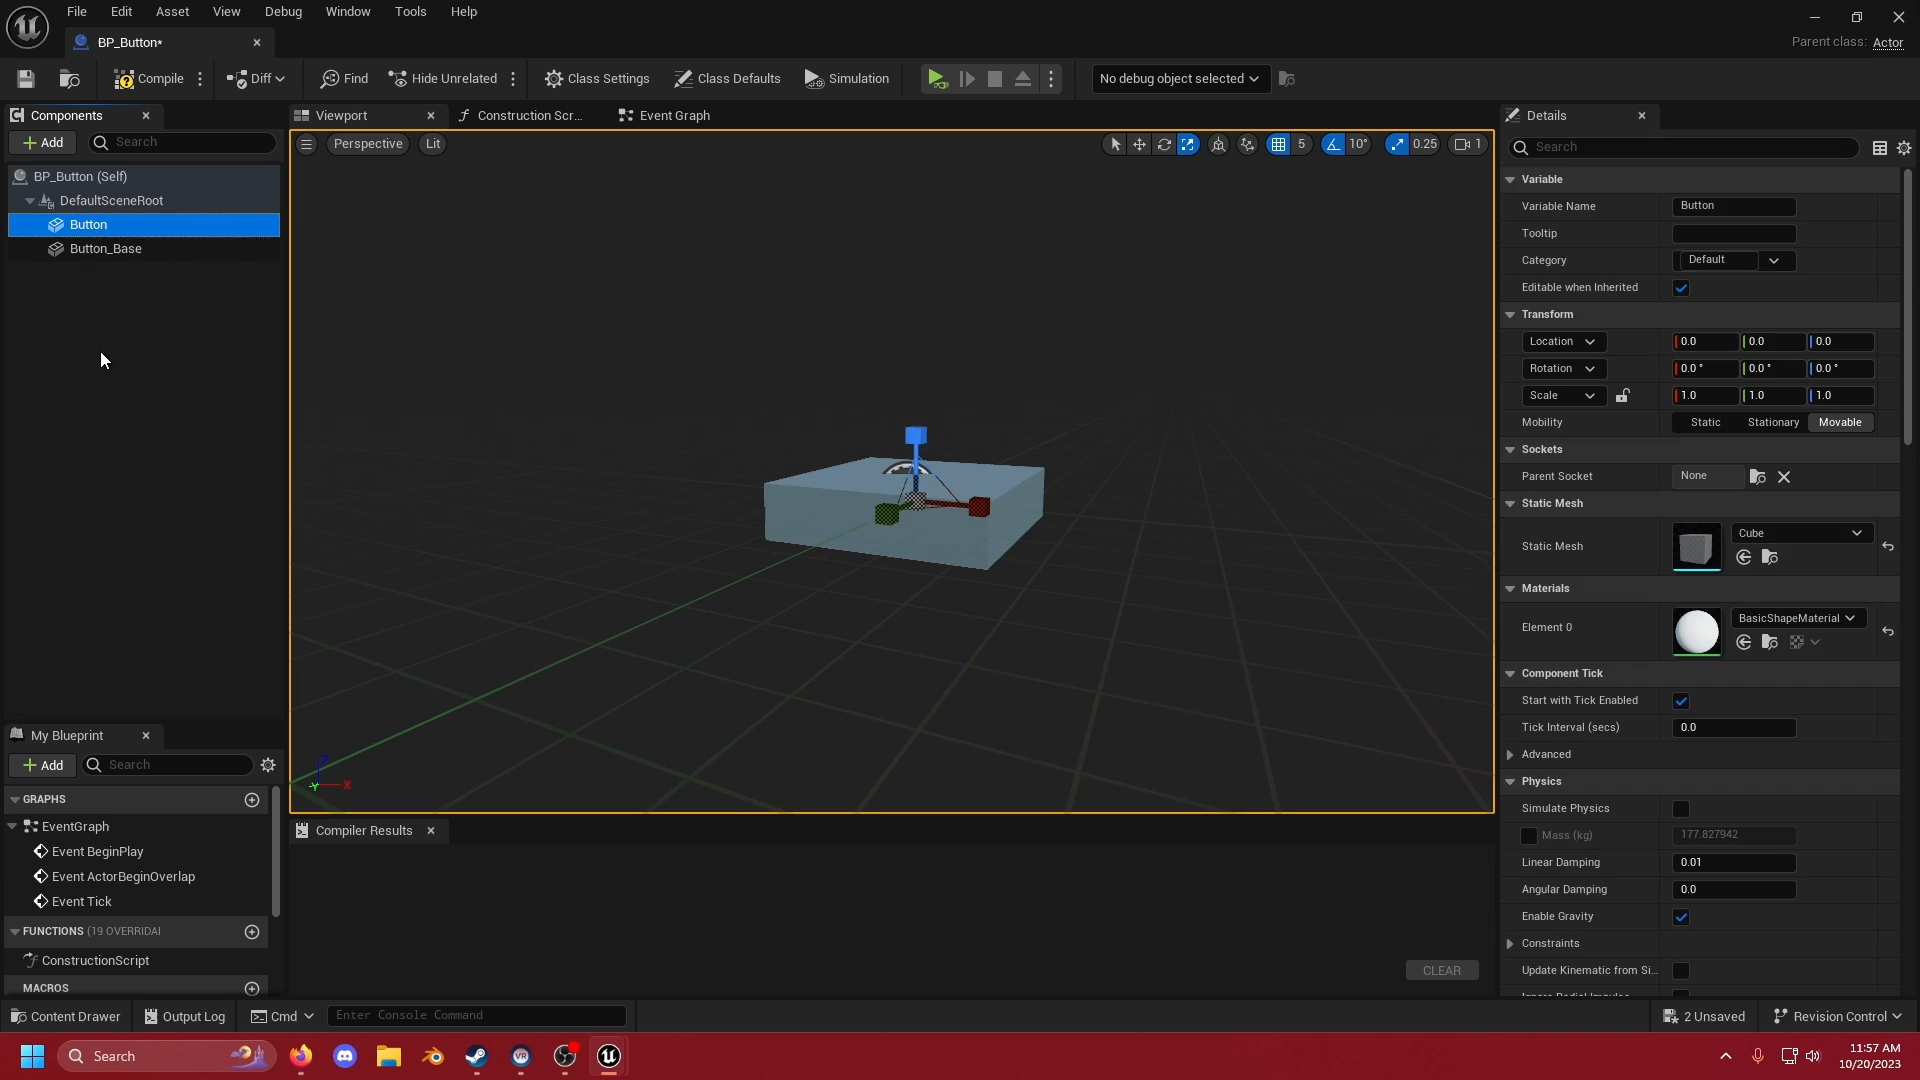 File Edit Asset View Debug Window Tools Help
BP_Button*
Parent class: Actor
Compile Diff Find Hide Unrelated Class Settings Class Defaults Simulation No debug object selected
Components
Add Search
BP_Button (Self)
DefaultSceneRoot
Button
Button_Base
My Blueprint
Add Search
GRAPHS
EventGraph
Event BeginPlay
Event ActorBeginOverlap
Event Tick
FUNCTIONS (19 OVERRIDAI
ConstructionScript
MACROS
Viewport Construction Scr... Event Graph
Perspective Lit 5 10° 0.25 1
X
Compiler Results
CLEAR
Details
Search
Variable
Variable Name Button
Tooltip
Category Default
Editable when Inherited
Transform
Location 0.0 0.0 0.0
Rotation 0.0 ° 0.0 ° 0.0 °
Scale 1.0 1.0 1.0
Mobility Static Stationary Movable
Sockets
Parent Socket None
Static Mesh
Static Mesh Cube
Materials
Element 0 BasicShapeMaterial
Component Tick
Start with Tick Enabled
Tick Interval (secs) 0.0
Advanced
Physics
Simulate Physics
Mass (kg) 177.827942
Linear Damping 0.01
Angular Damping 0.0
Enable Gravity
Constraints
Update Kinematic from Si...
Content Drawer Output Log Cmd Enter Console Command 2 Unsaved Revision Control
Search
11:57 AM
10/20/2023